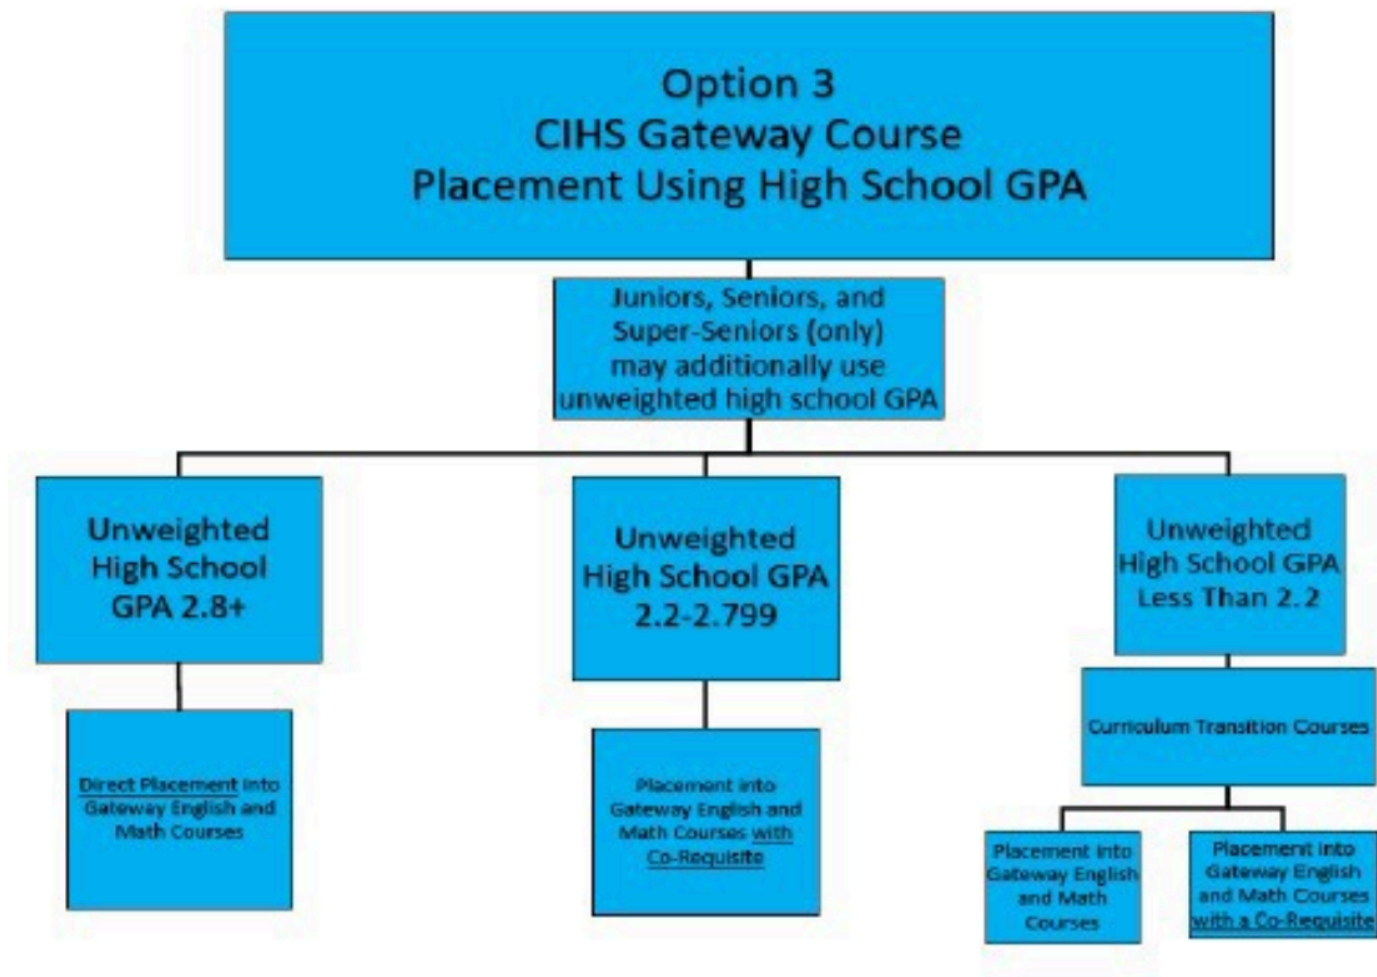 Option 3
CIHS Gateway Course
Placement Using High School GPA
Juniors, Seniors, and
Super-Seniors (only)
may additionally use
unweighted high school GPA
Unweighted
High School
GPA 2.8+
Unweighted
High School GPA
2.2-2.799
Unweighted
High School GPA
Less Than 2.2
Direct Placement into
Gateway English and
Math Courses
Placement into
Gateway English and
Math Courses with
Co-Requisite
Curriculum Transition Courses
Placement into
Gateway English
and Math
Courses
Placement into
Gateway English
and Math Courses
with a Co-Requisite